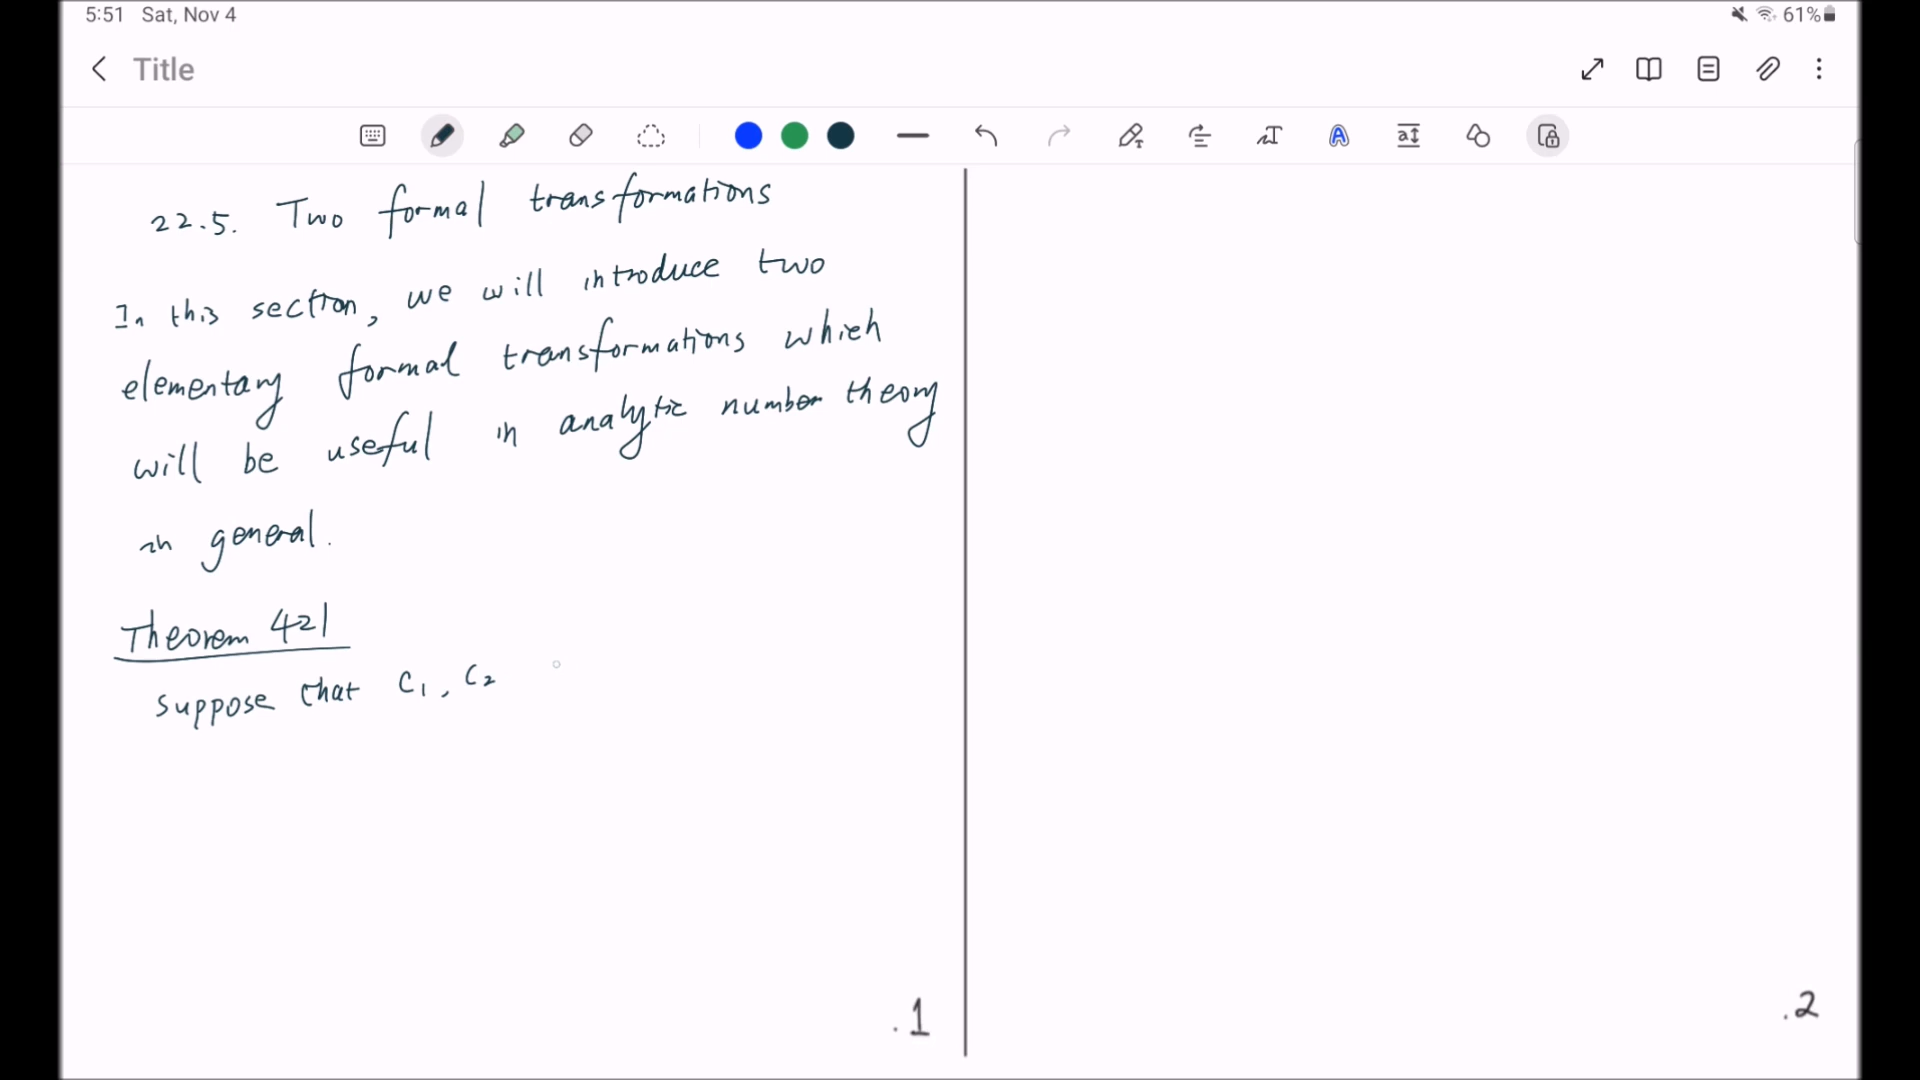 5:51 Sat, Nov 4
61%
Title
22.5. Two formal transformations
In this section, we will introduce two
elementary formal transformations which
will be useful in analytic number theory
in general.
Theorem 421
Suppose that C₁, C₂
.1
.2